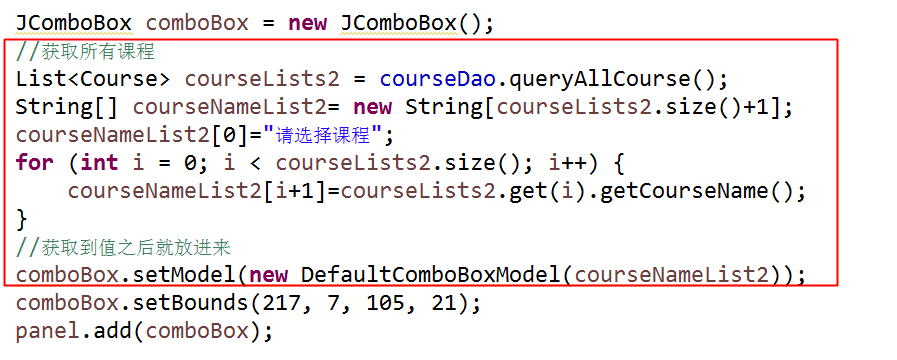 JComboBox comboBox = new JComboBox();
//获取所有课程
List<Course> courseLists2 = courseDao.queryAllCourse();
String[] courseNameList2= new String[courseLists2.size()+1];
courseNameList2[0]="请选择课程";
for (int i = 0; i < courseLists2.size(); i++) {
    courseNameList2[i+1]=courseLists2.get(i).getCourseName();
}
//获取到值之后就放进来
comboBox.setModel(new DefaultComboBoxModel(courseNameList2));
comboBox.setBounds(217, 7, 105, 21);
panel.add(comboBox);